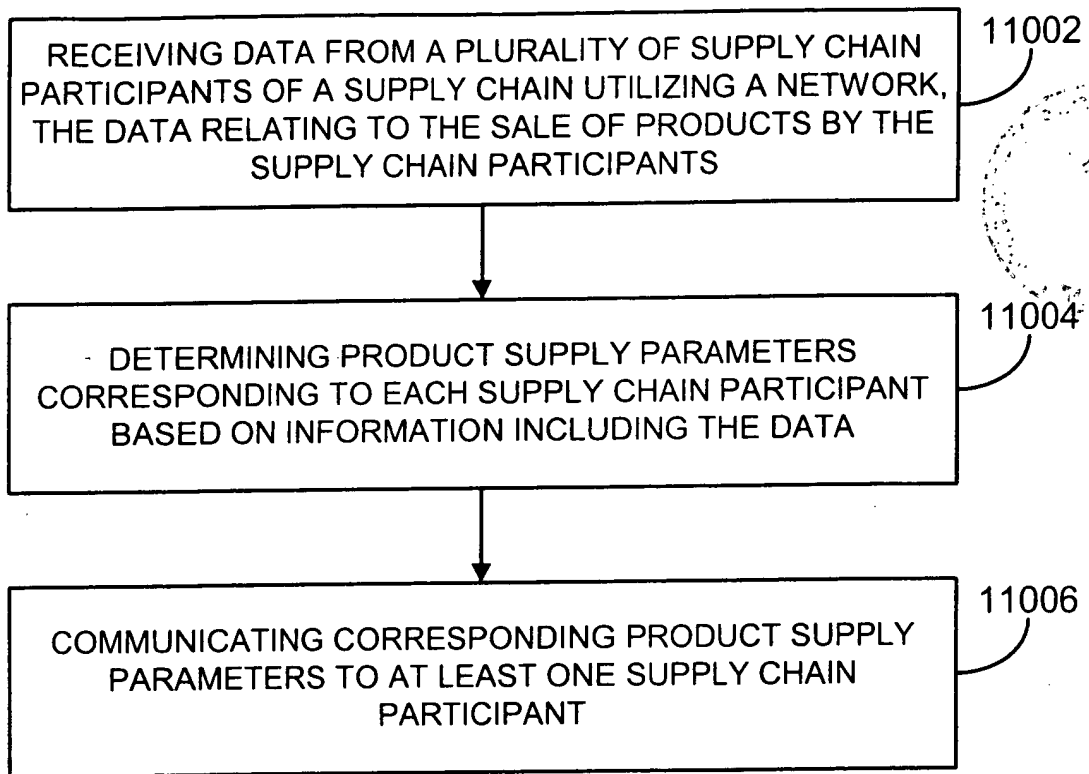 RECEIVING DATA FROM A PLURALITY OF SUPPLY CHAIN
PARTICIPANTS OF A SUPPLY CHAIN UTILIZING A NETWORK,
THE DATA RELATING TO THE SALE OF PRODUCTS BY THE
SUPPLY CHAIN PARTICIPANTS
11002
DETERMINING PRODUCT SUPPLY PARAMETERS
CORRESPONDING TO EACH SUPPLY CHAIN PARTICIPANT
BASED ON INFORMATION INCLUDING THE DATA
11004
COMMUNICATING CORRESPONDING PRODUCT SUPPLY
PARAMETERS TO AT LEAST ONE SUPPLY CHAIN
PARTICIPANT
11006